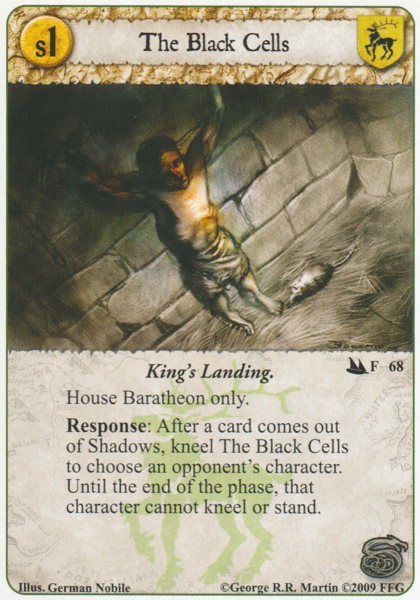 s1
The Black Cells
King's Landing.
F 68
House Baratheon only.
Response: After a card comes out
of Shadows, kneel The Black Cells
to choose an opponent's character.
Until the end of the phase, that
character cannot kneel or stand.
Illus. German Nobile
©George R.R. Martin ©2009 FFG